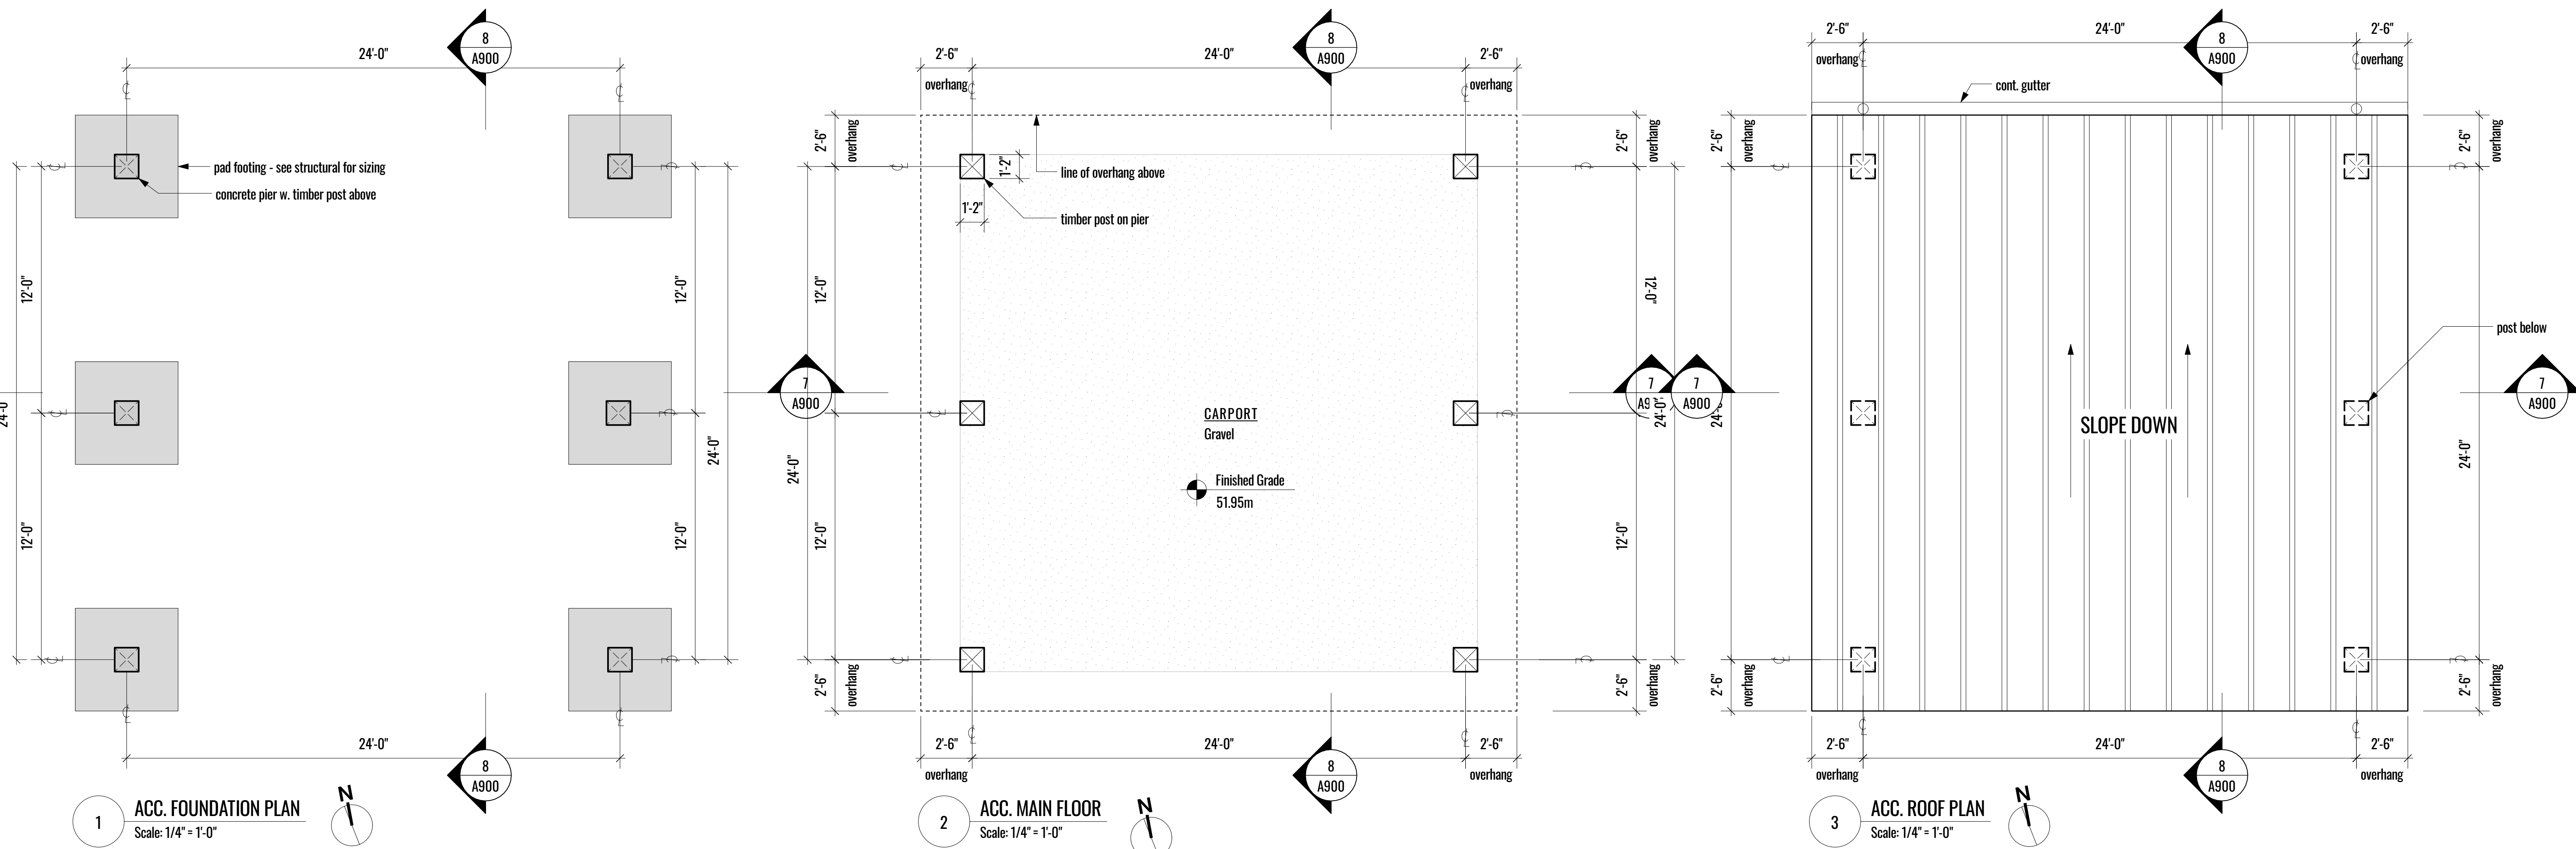 24'-0"
8
A900
pad footing - see structural for sizing
concrete pier w. timber post above
12'-0"
12'-0"
24'-0
12'-0"
12'-0"
24'-0"
24'-0"
8
A900
1
ACC. FOUNDATION PLAN
Scale: 1/4" = 1'-0"
N
2'-6"
overhang
24'-0"
8
A900
2'-6"
overhang
2'-6"
overhang
1'-2"
1'-2"
line of overhang above
timber post on pier
2'-6"
overhang
12'-0"
12'-0"
7
A900
24'-0"
12'-0"
12'-0"
CARPORT
Gravel
Finished Grade
51.95m
7
A9
24'-0"
2'-6"
overhang
2'-6"
overhang
2'-6"
overhang
24'-0"
8
A900
2'-6"
overhang
2
ACC. MAIN FLOOR
Scale: 1/4" = 1'-0"
N
2'-6"
overhang
24'-0"
8
A900
2'-6"
overhang
cont. gutter
2'-6"
overhang
2'-6"
overhang
7
A900
24'-
SLOPE DOWN
post below
7
A900
24'-0"
2'-6"
overhang
2'-6"
overhang
2'-6"
overhang
24'-0"
8
A900
2'-6"
overhang
3
ACC. ROOF PLAN
Scale: 1/4" = 1'-0"
N